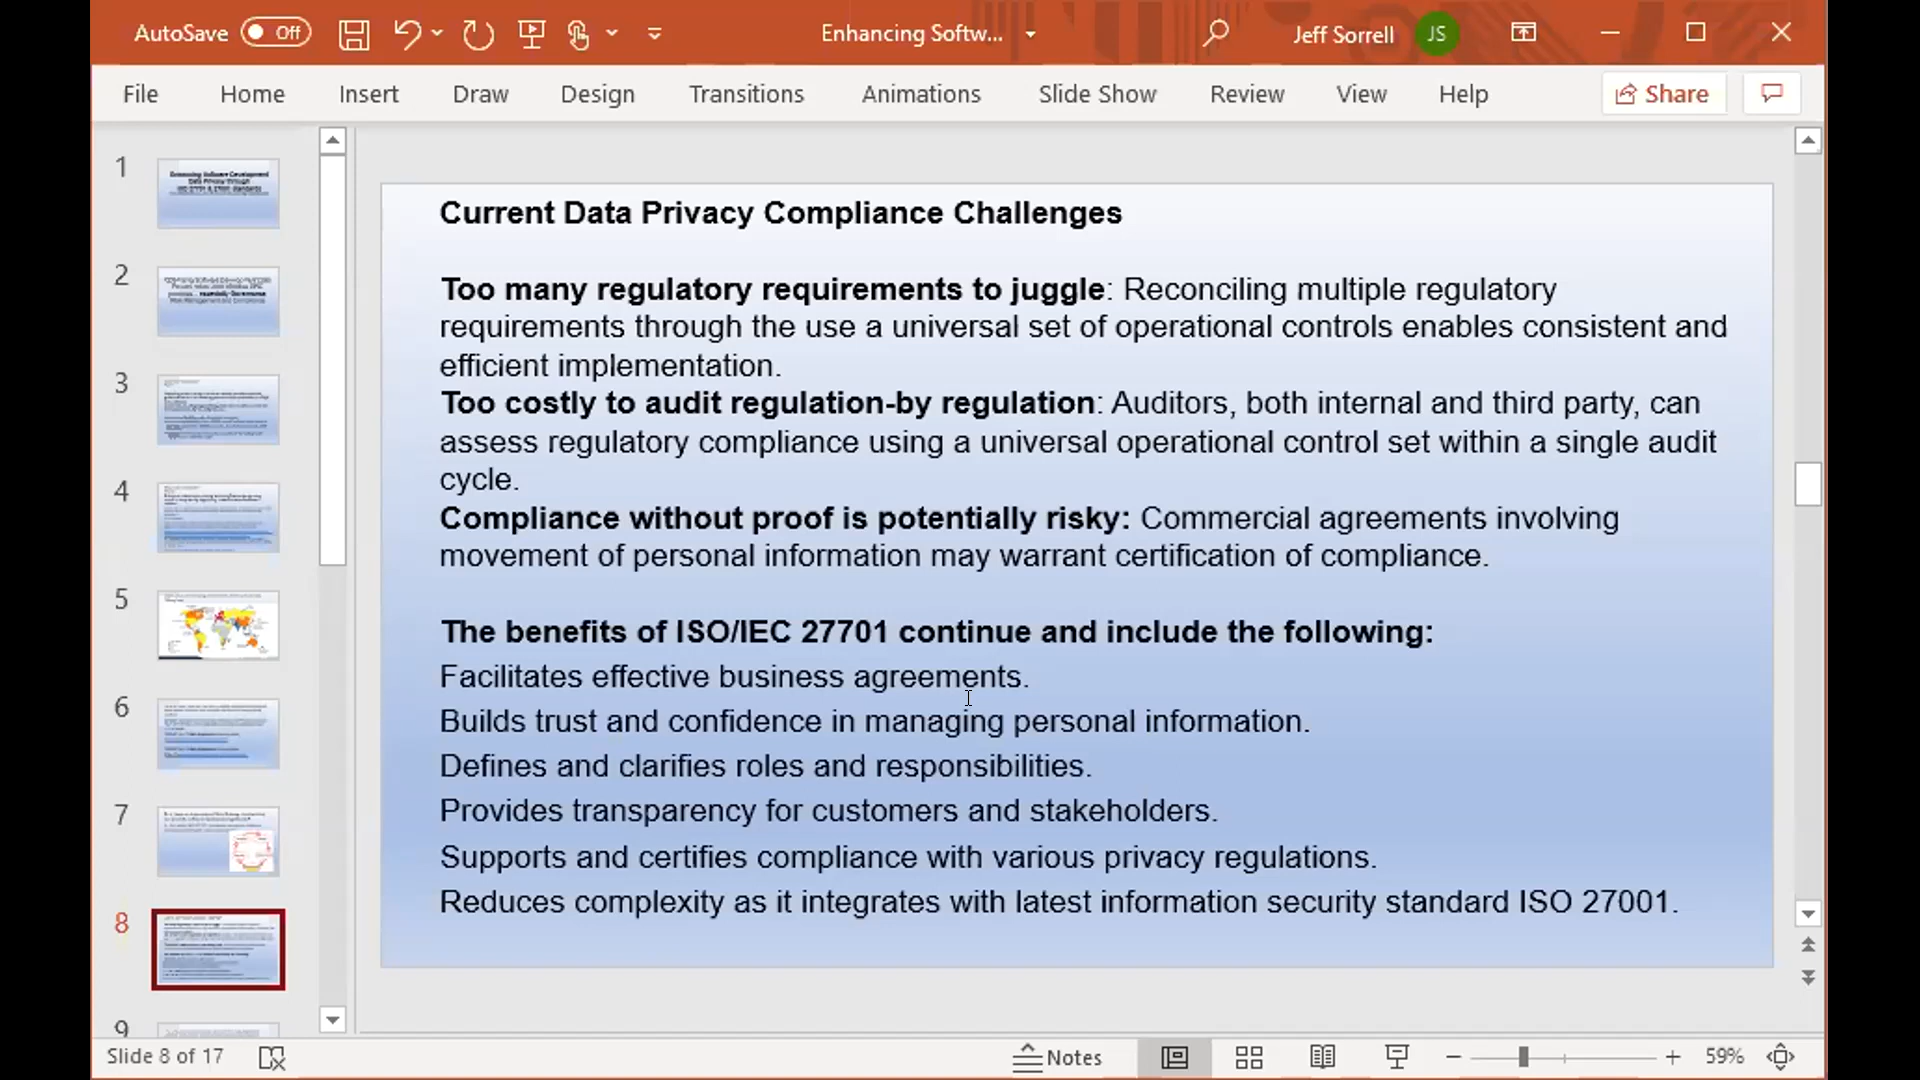 AutoSave Off Enhancing Softw... Jeff Sorrell JS
File Home Insert Draw Design Transitions Animations Slide Show Review View Help Share
1
2
3
4
5
6
7
8
9
Current Data Privacy Compliance Challenges
Too many regulatory requirements to juggle: Reconciling multiple regulatory
requirements through the use a universal set of operational controls enables consistent and
efficient implementation.
Too costly to audit regulation-by regulation: Auditors, both internal and third party, can
assess regulatory compliance using a universal operational control set within a single audit
cycle.
Compliance without proof is potentially risky: Commercial agreements involving
movement of personal information may warrant certification of compliance.
The benefits of ISO/IEC 27701 continue and include the following:
Facilitates effective business agreements.
Builds trust and confidence in managing personal information.
Defines and clarifies roles and responsibilities.
Provides transparency for customers and stakeholders.
Supports and certifies compliance with various privacy regulations.
Reduces complexity as it integrates with latest information security standard ISO 27001.
Slide 8 of 17 Notes 59%